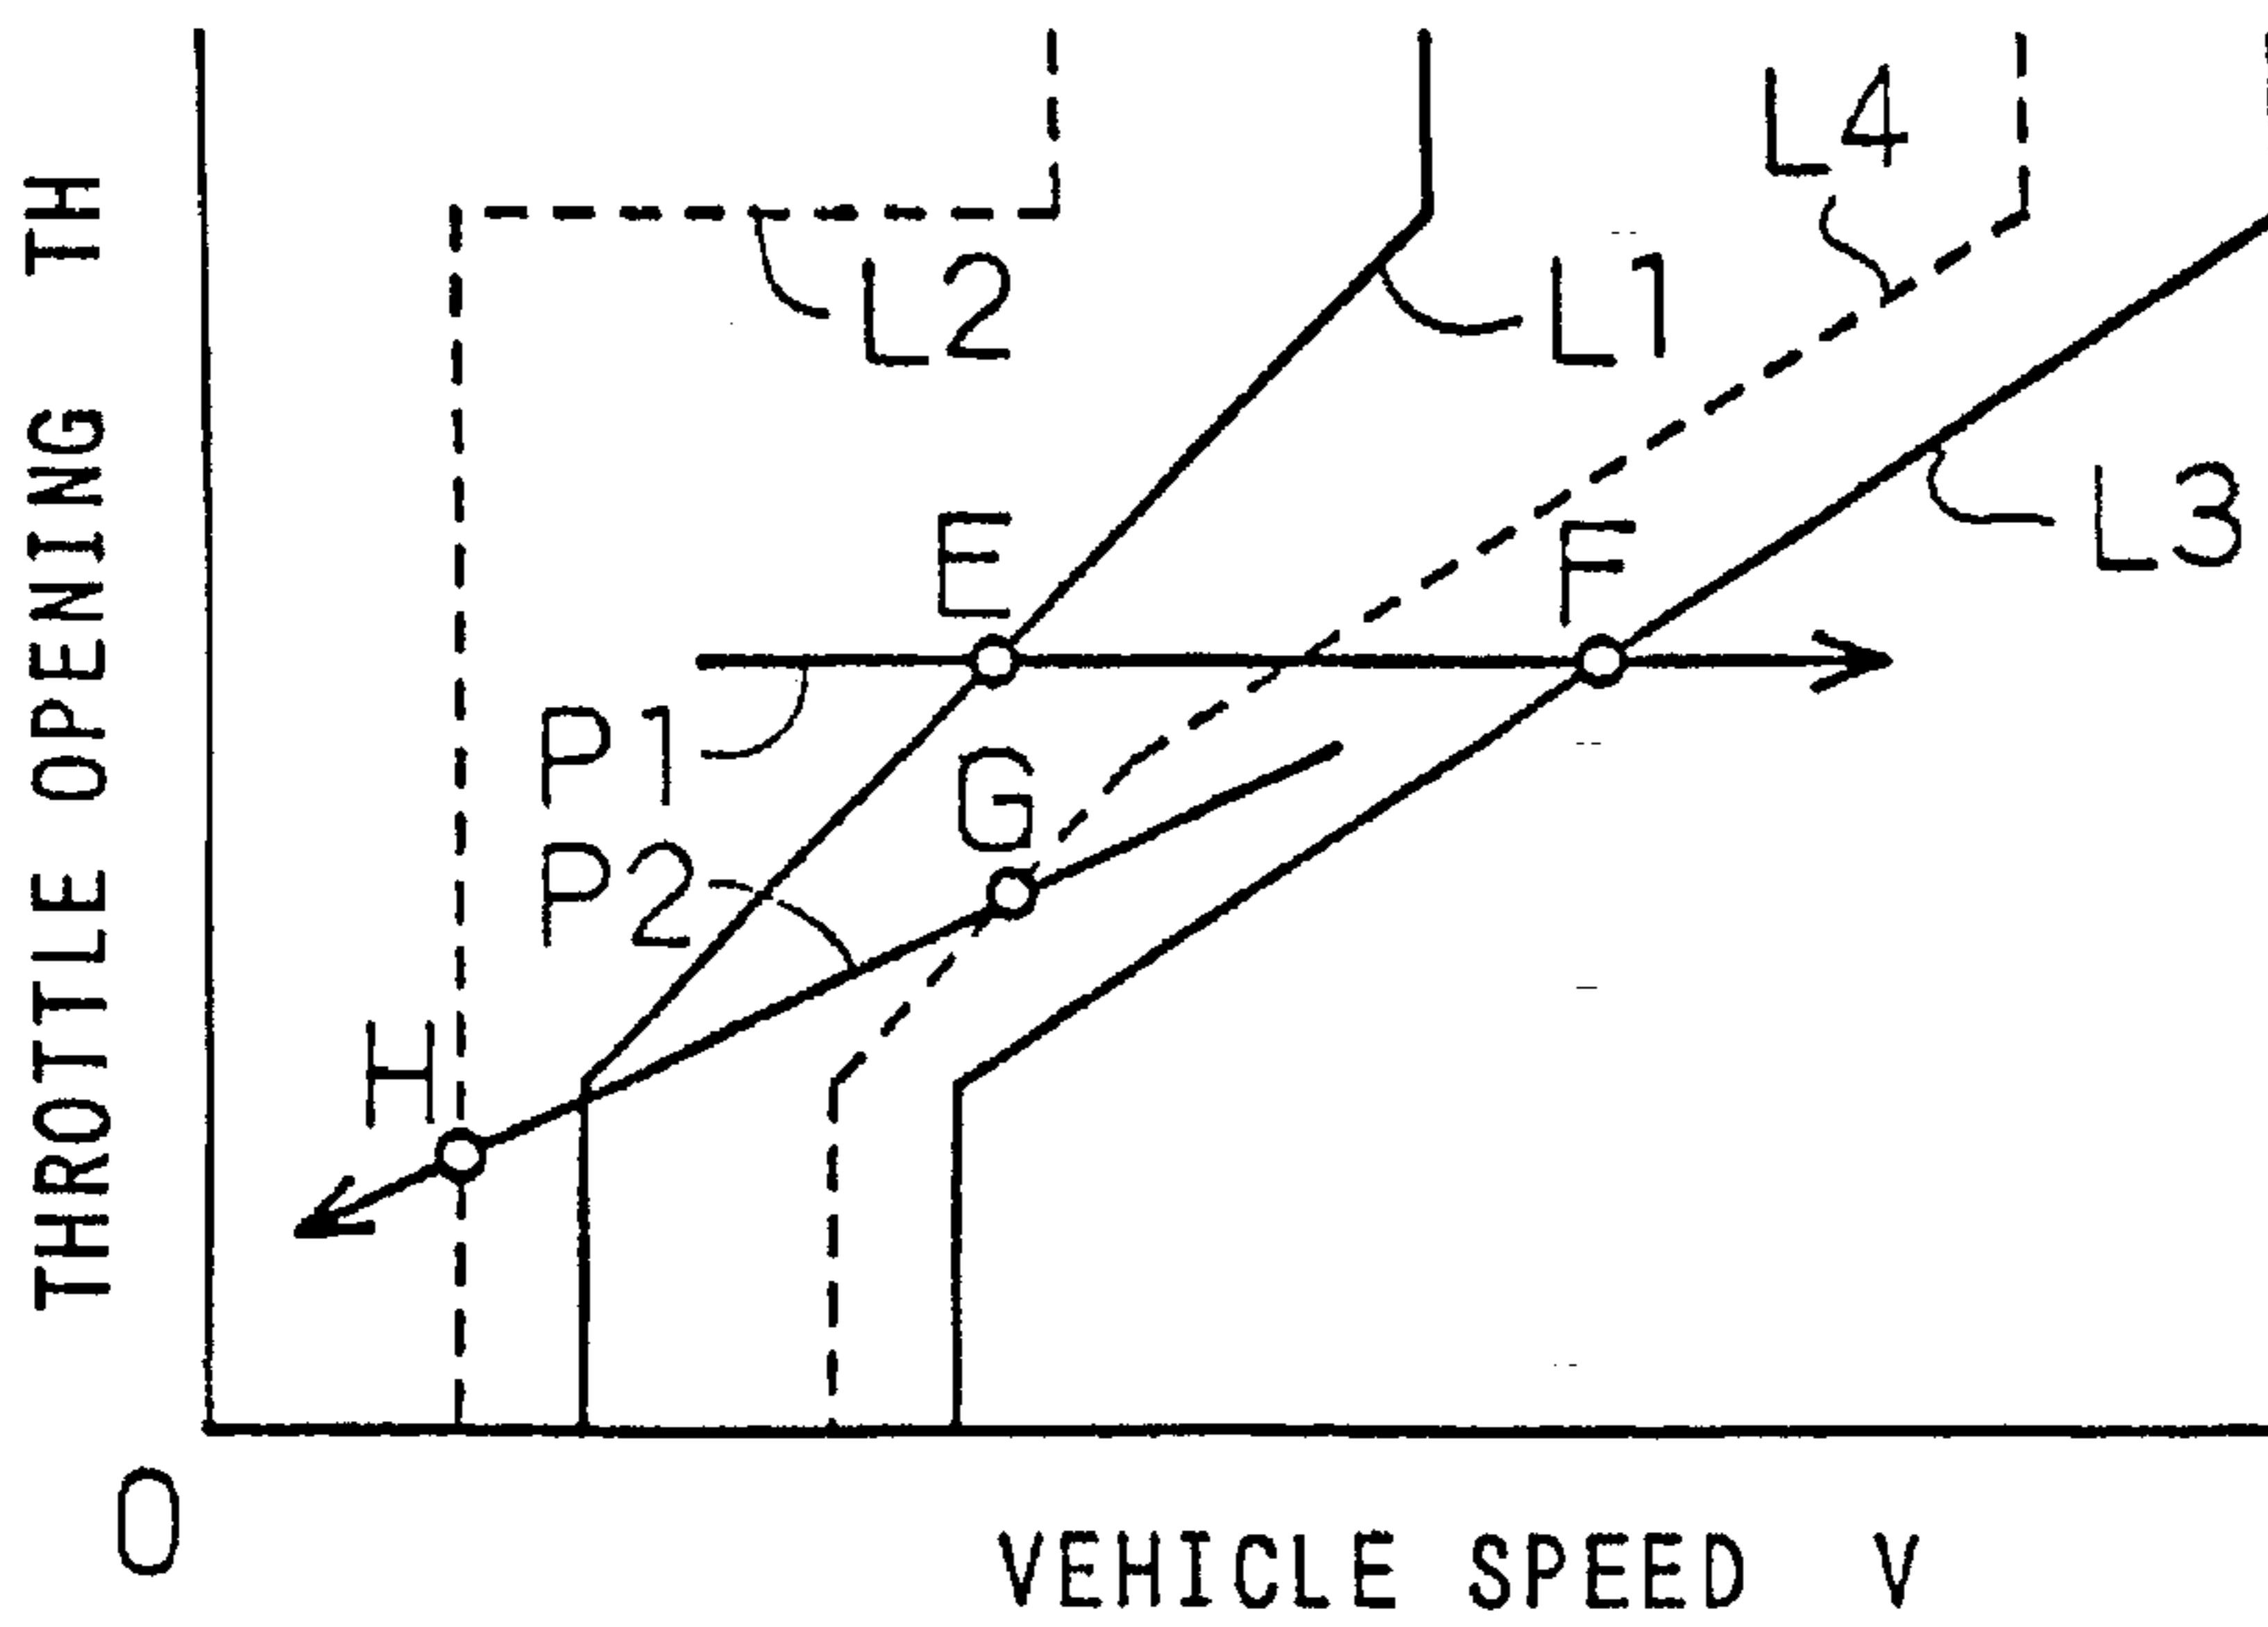 THROTTLE OPENING TH
L4
L2
L1
L3
E
F
P1
G
P2
H
O
VEHICLE SPEED V